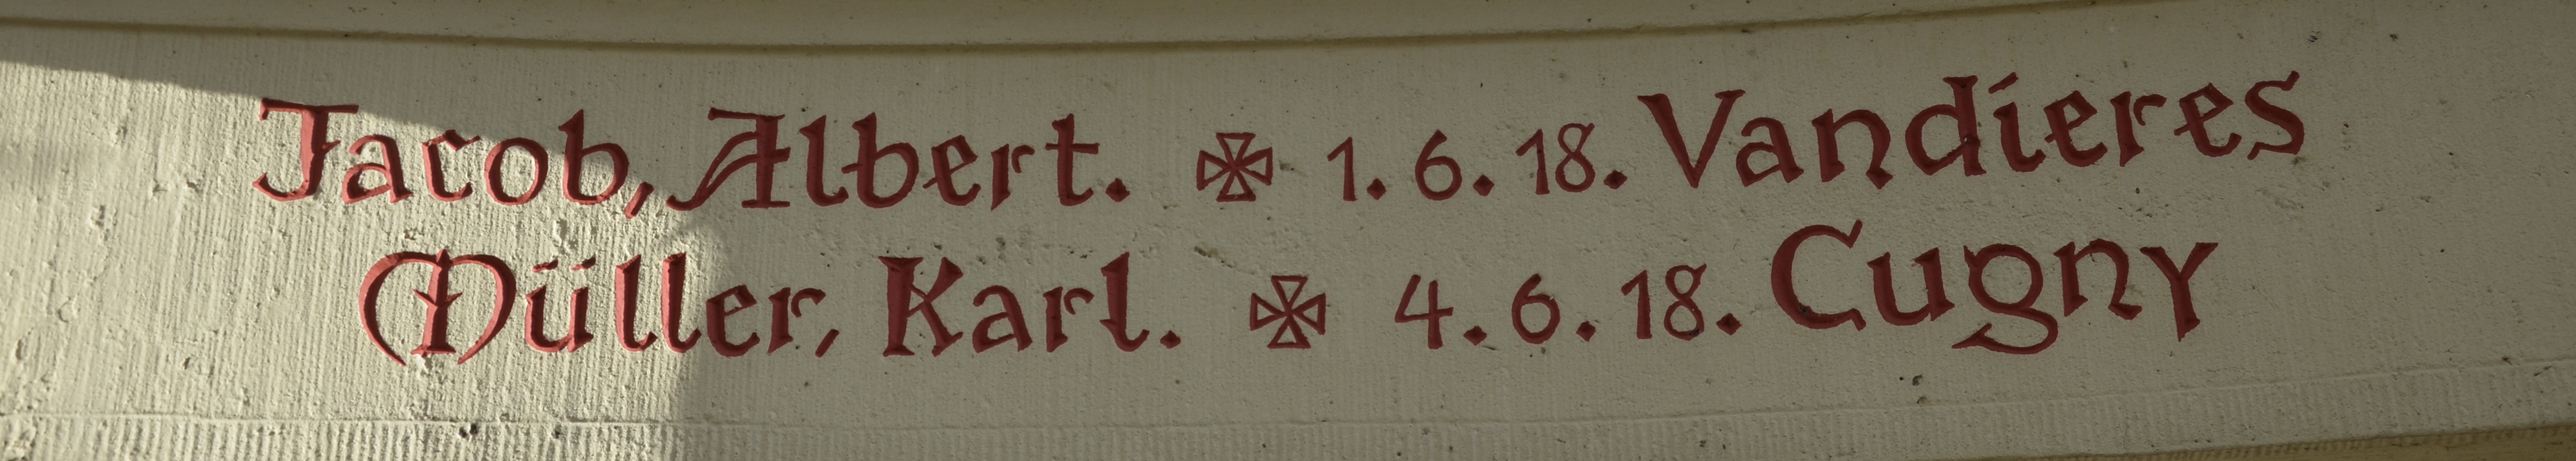 Jacob, Albert. ✠ 1. 6. 18. Vandieres
Müller, Karl. ✠ 4. 6. 18. Cugny